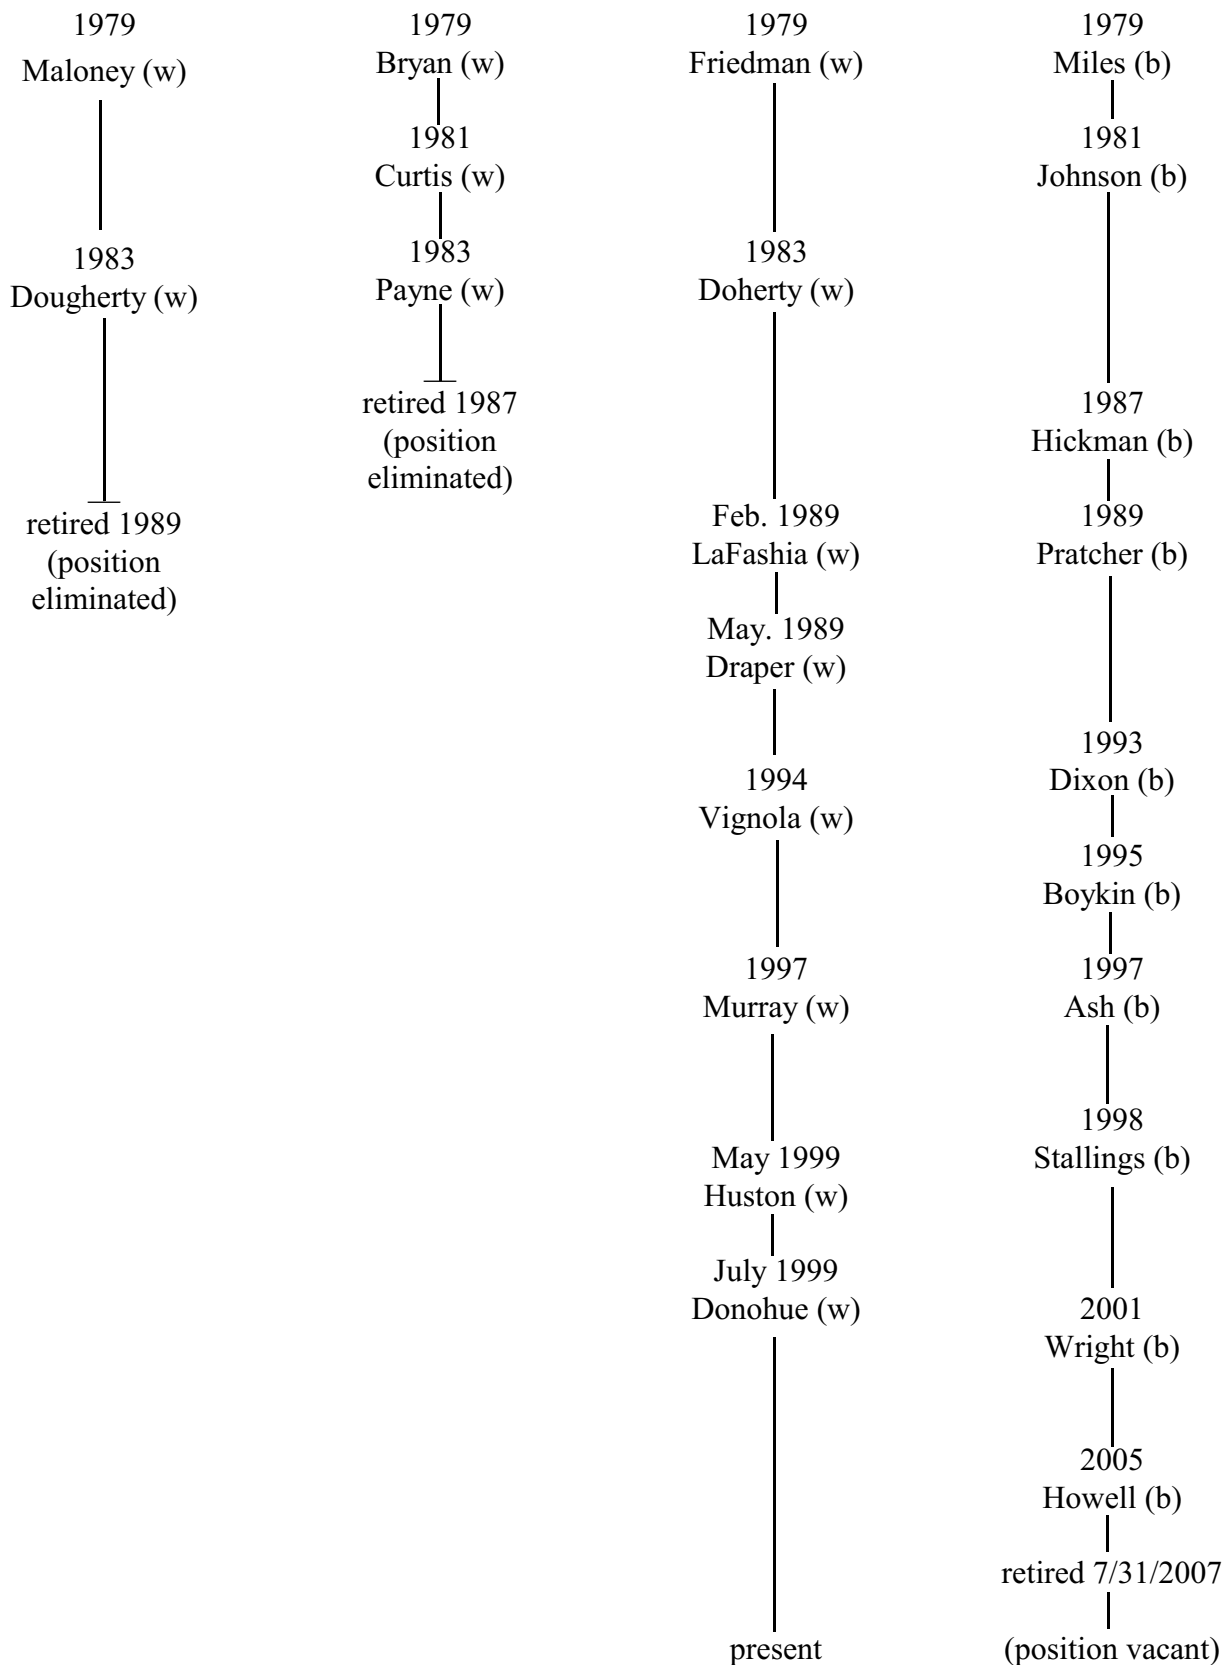 1979
Maloney (w)
1983
Dougherty (w)
retired 1989
(position
eliminated)
1979
Bryan (w)
1981
Curtis (w)
1983
Payne (w)
retired 1987
(position
eliminated)
1979
Friedman (w)
1983
Doherty (w)
Feb. 1989
LaFashia (w)
May. 1989
Draper (w)
1994
Vignola (w)
1997
Murray (w)
May 1999
Huston (w)
July 1999
Donohue (w)
present
1979
Miles (b)
1981
Johnson (b)
1987
Hickman (b)
1989
Pratcher (b)
1993
Dixon (b)
1995
Boykin (b)
1997
Ash (b)
1998
Stallings (b)
2001
Wright (b)
2005
Howell (b)
retired 7/31/2007
(position vacant)